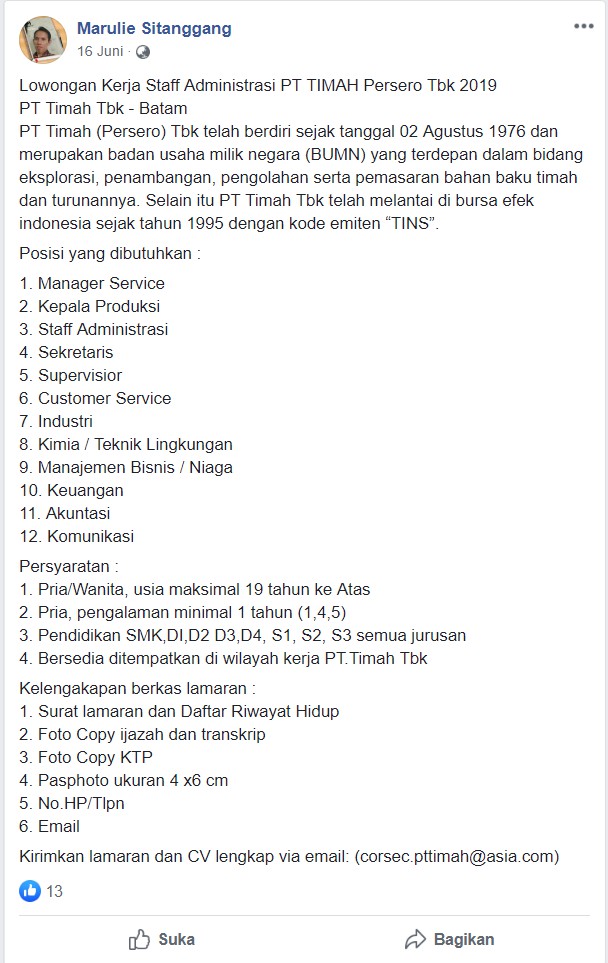 Marulie Sitanggang
16 Juni ·
Lowongan Kerja Staff Administrasi PT TIMAH Persero Tbk 2019
PT Timah Tbk - Batam
PT Timah (Persero) Tbk telah berdiri sejak tanggal 02 Agustus 1976 dan
merupakan badan usaha milik negara (BUMN) yang terdepan dalam bidang
eksplorasi, penambangan, pengolahan serta pemasaran bahan baku timah
dan turunannya. Selain itu PT Timah Tbk telah melantai di bursa efek
indonesia sejak tahun 1995 dengan kode emiten “TINS”.
Posisi yang dibutuhkan :
1. Manager Service
2. Kepala Produksi
3. Staff Administrasi
4. Sekretaris
5. Supervisior
6. Customer Service
7. Industri
8. Kimia / Teknik Lingkungan
9. Manajemen Bisnis / Niaga
10. Keuangan
11. Akuntasi
12. Komunikasi
Persyaratan :
1. Pria/Wanita, usia maksimal 19 tahun ke Atas
2. Pria, pengalaman minimal 1 tahun (1,4,5)
3. Pendidikan SMK,DI,D2 D3,D4, S1, S2, S3 semua jurusan
4. Bersedia ditempatkan di wilayah kerja PT.Timah Tbk
Kelengakapan berkas lamaran :
1. Surat lamaran dan Daftar Riwayat Hidup
2. Foto Copy ijazah dan transkrip
3. Foto Copy KTP
4. Pasphoto ukuran 4 x6 cm
5. No.HP/Tlpn
6. Email
Kirimkan lamaran dan CV lengkap via email: (corsec.pttimah@asia.com)
13
Suka
Bagikan